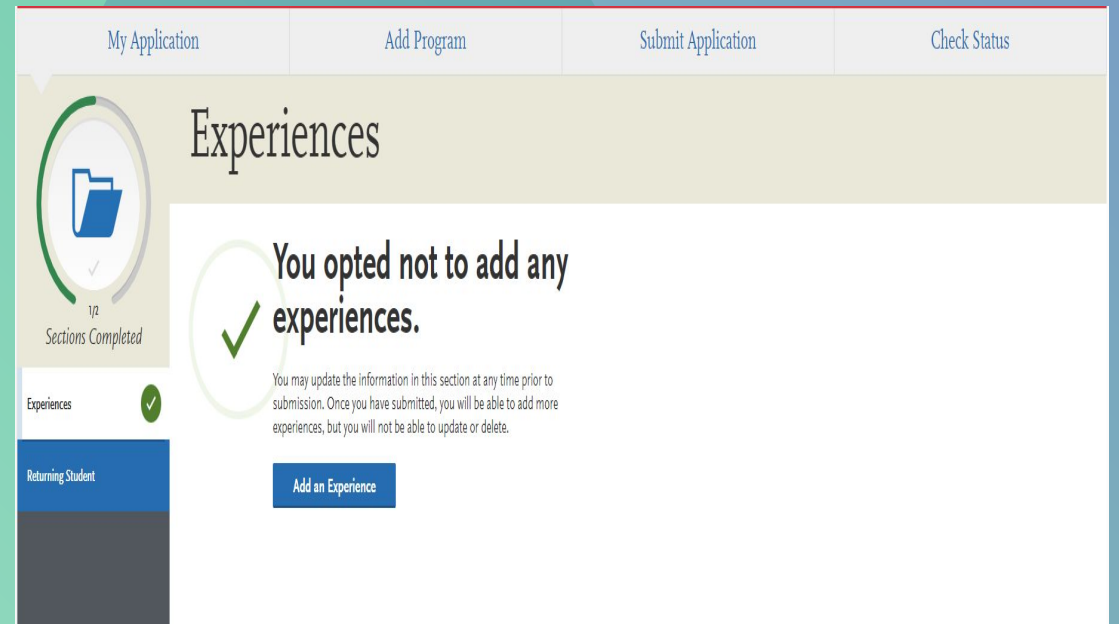 My Application
Add Program
Submit Application
Check Status
Experiences
1/2
Sections Completed
You opted not to add any
experiences.
You may update the information in this section at any time prior to
submission. Once you have submitted, you will be able to add more
experiences, but you will not be able to update or delete.
Add an Experience
Experiences
Returning Student